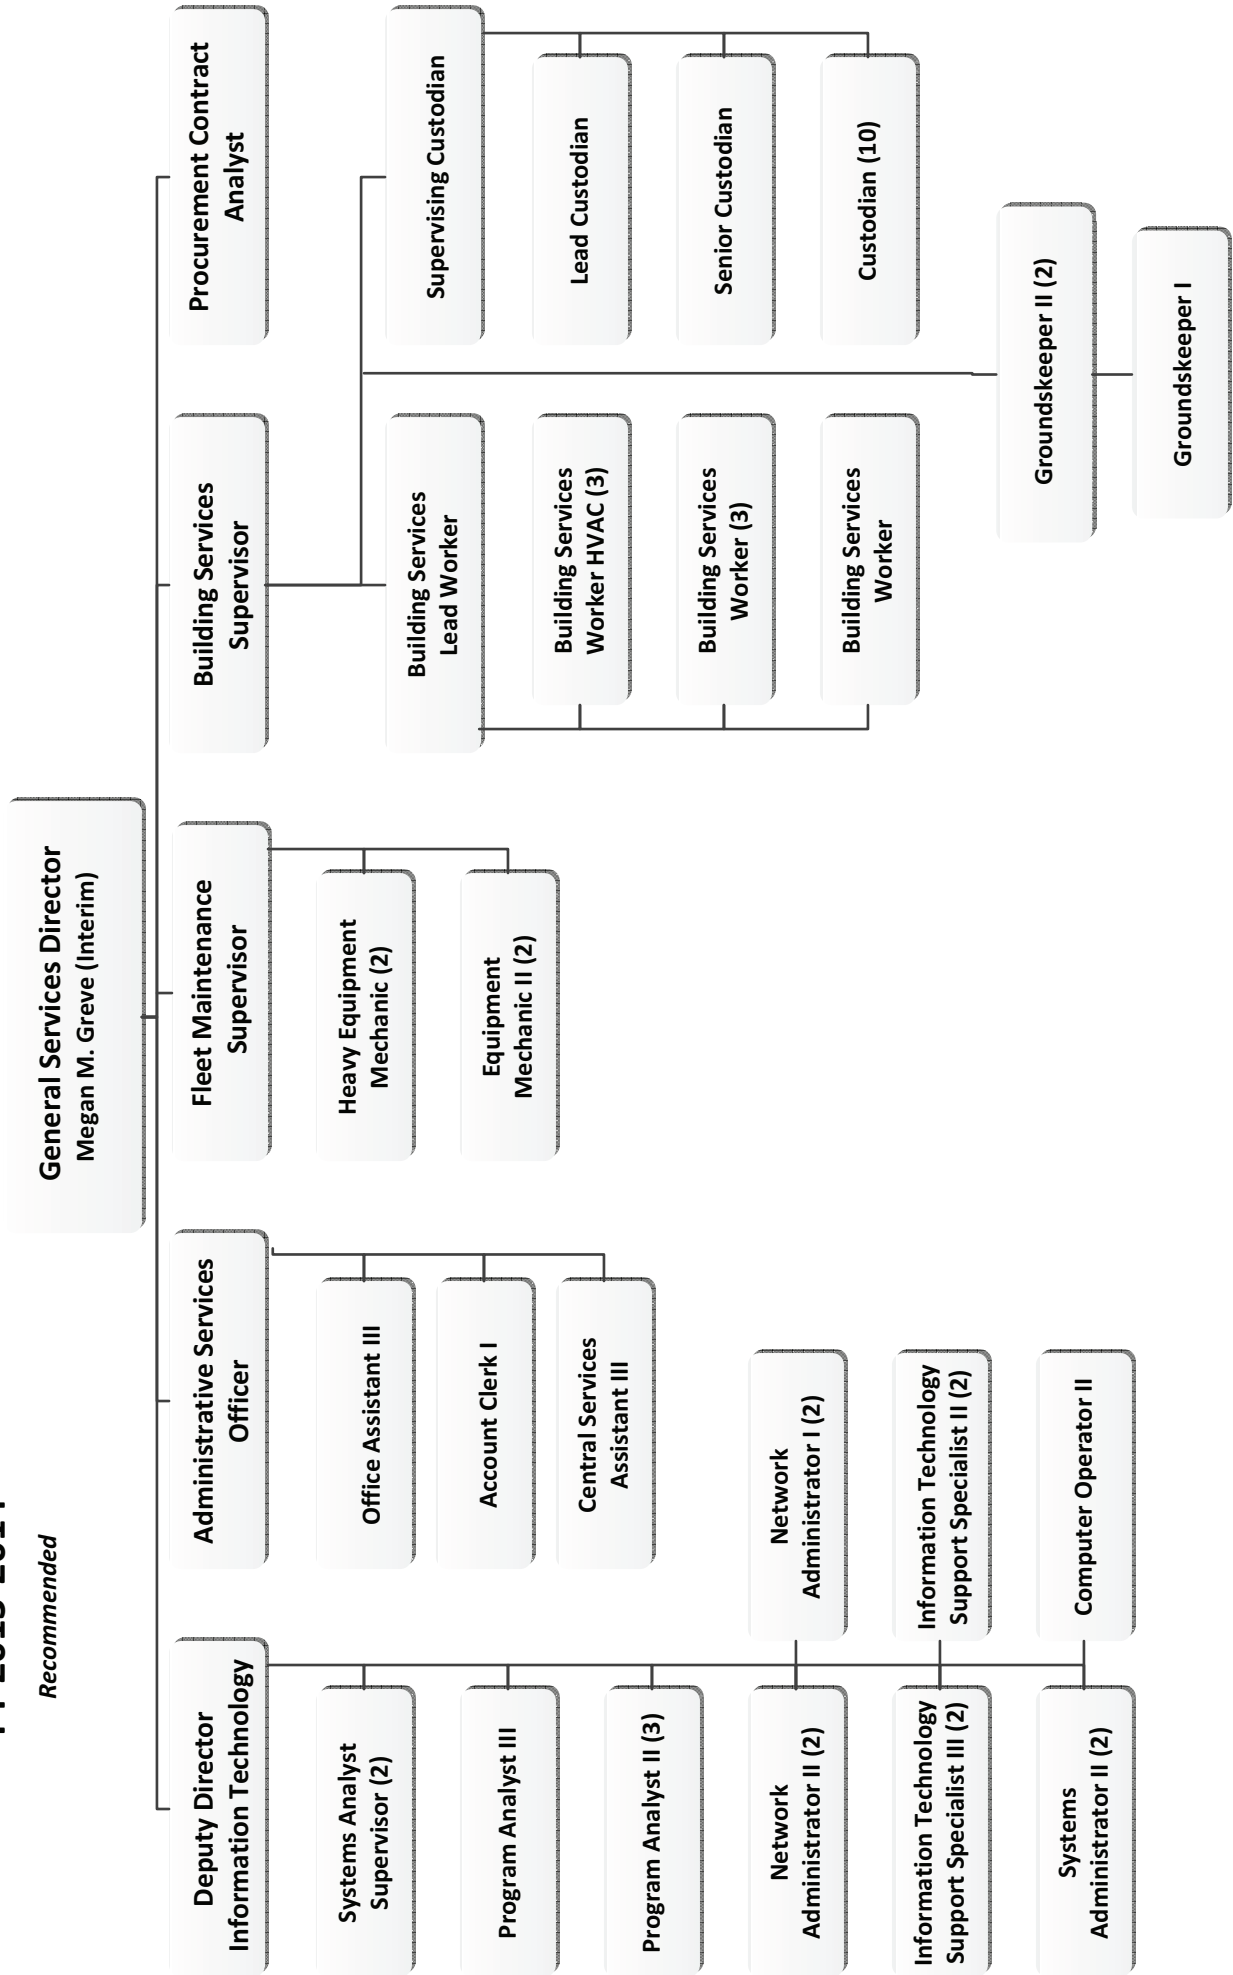 FY 2013-2014
Recommended
General Services Director
Megan M. Greve (Interim)
Deputy Director
Information Technology
Systems Analyst
Supervisor (2)
Program Analyst III
Program Analyst II (3)
Network
Administrator II (2)
Network
Administrator I (2)
Information Technology
Support Specialist III (2)
Information Technology
Support Specialist II (2)
Systems
Administrator II (2)
Computer Operator II
Administrative Services
Officer
Office Assistant III
Account Clerk I
Central Services
Assistant III
Fleet Maintenance
Supervisor
Heavy Equipment
Mechanic (2)
Equipment
Mechanic II (2)
Building Services
Supervisor
Building Services
Lead Worker
Building Services
Worker HVAC (3)
Building Services
Worker (3)
Building Services
Worker
Procurement Contract
Analyst
Supervising Custodian
Lead Custodian
Senior Custodian
Custodian (10)
Groundskeeper II (2)
Groundskeeper I